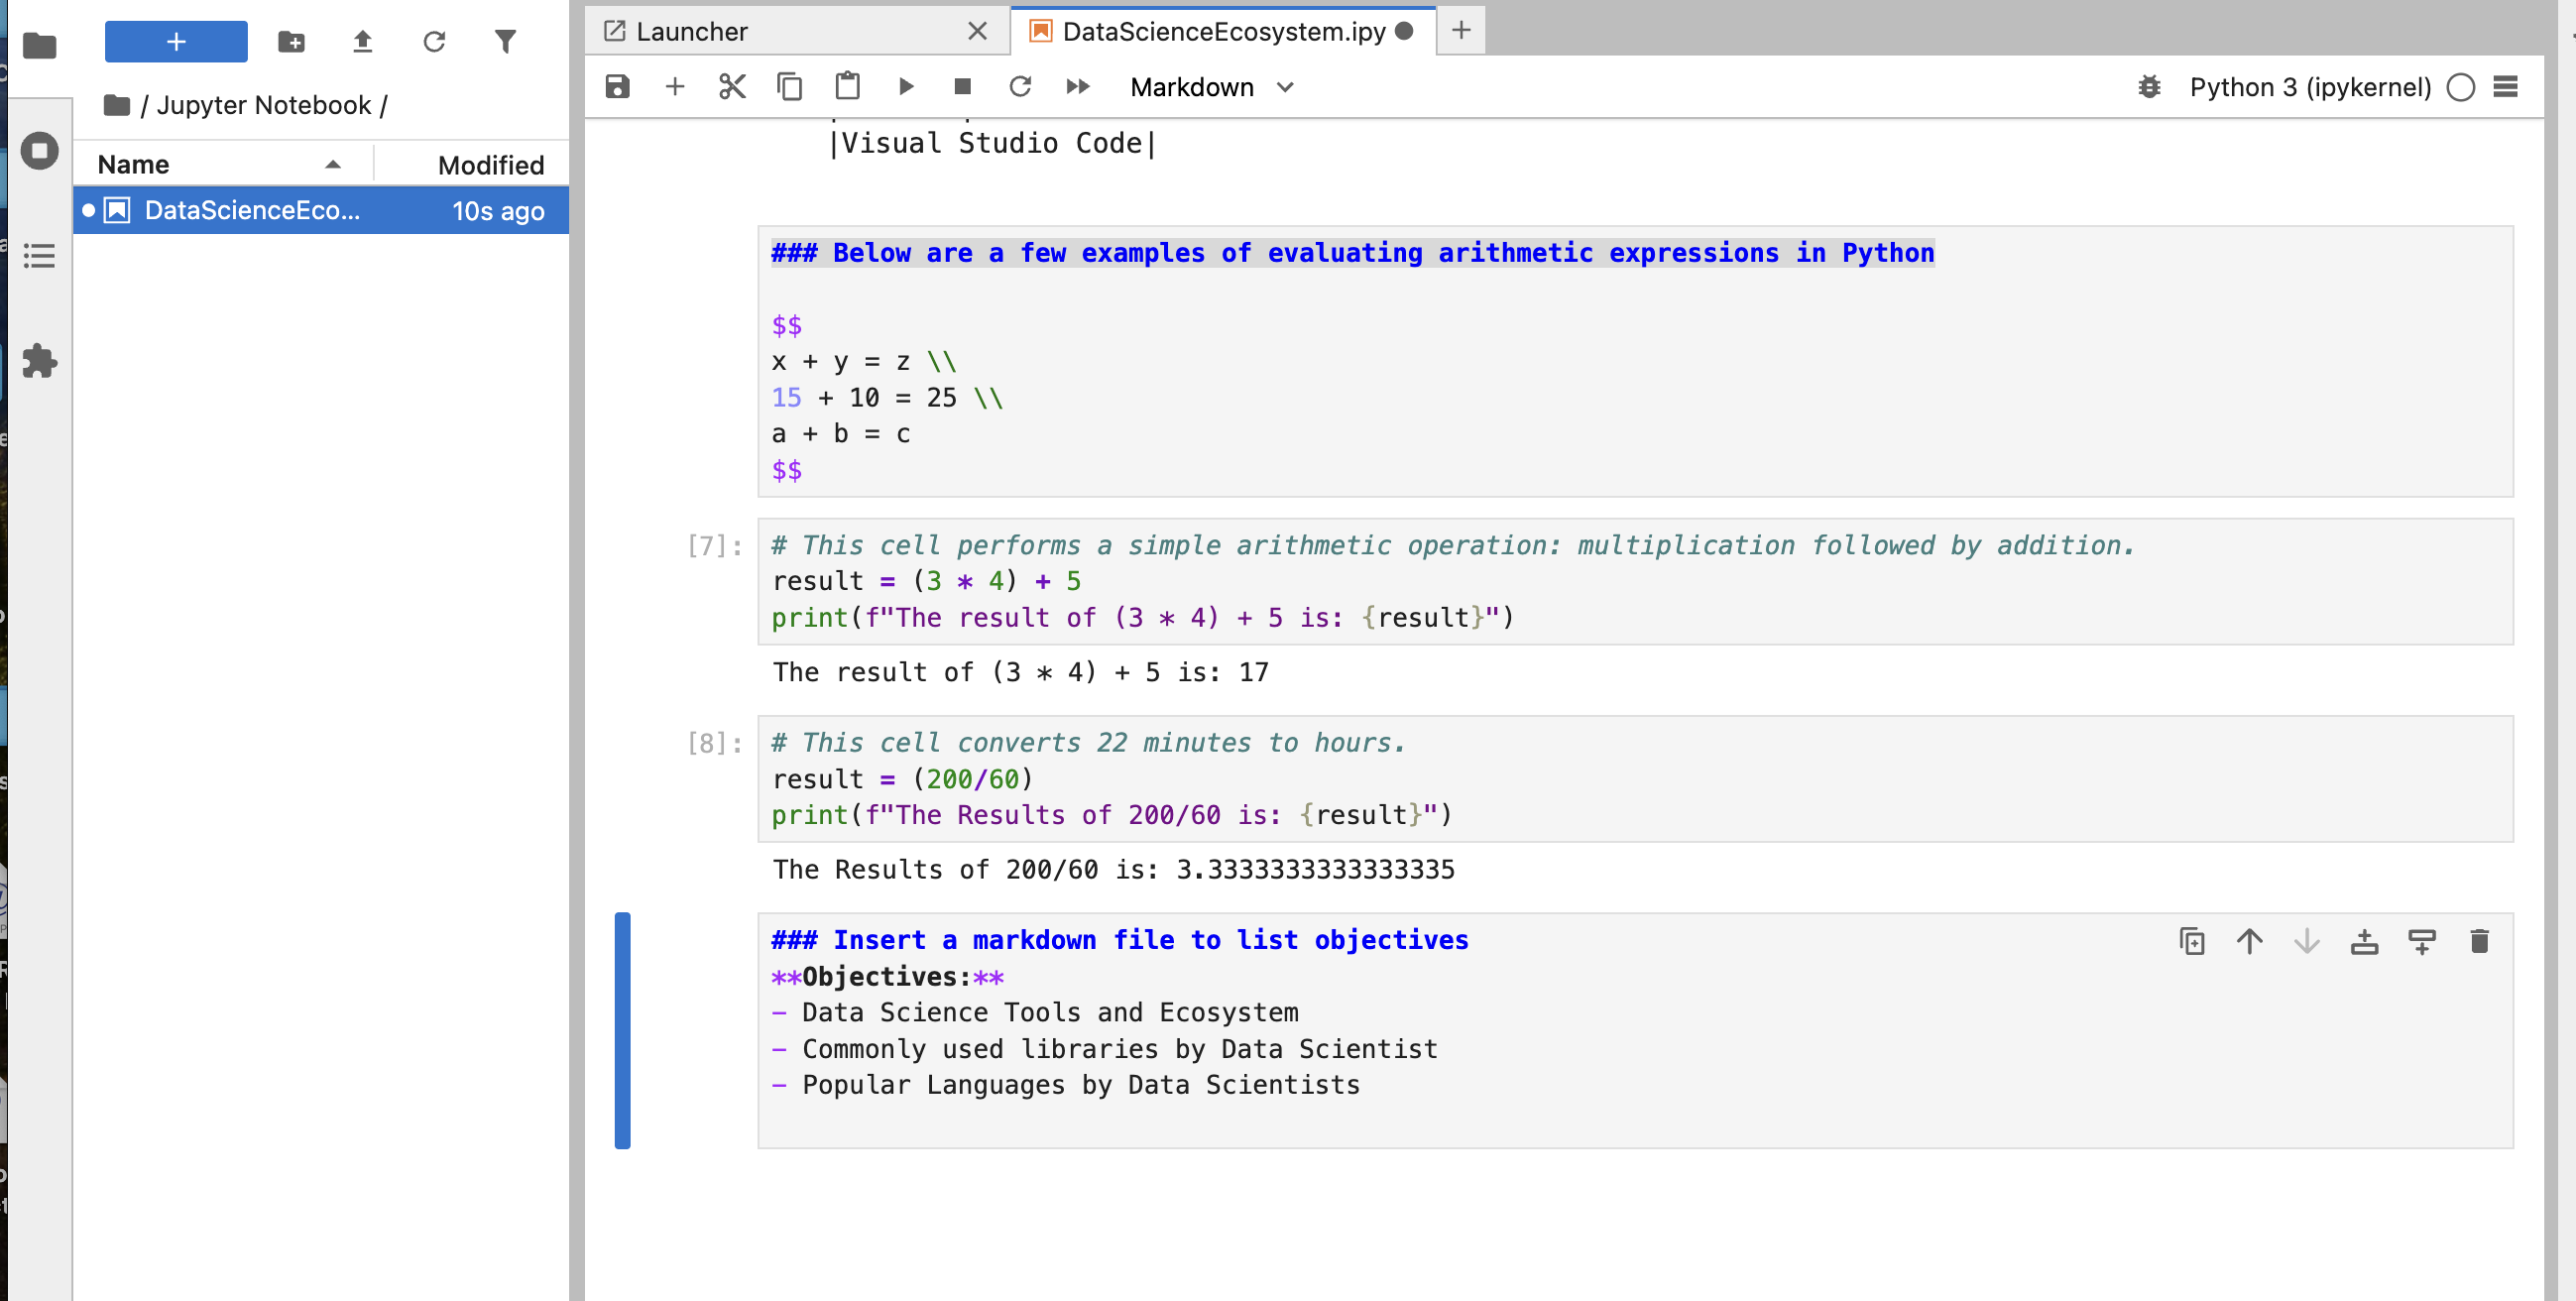 Launcher
DataScienceEcosystem.ipy
Markdown
Python 3 (ipykernel)
/ Jupyter Notebook /
Name
Modified
DataScienceEco...
10s ago
|Visual Studio Code|
### Below are a few examples of evaluating arithmetic expressions in Python
$$
x + y = z \\
15 + 10 = 25 \\
a + b = c
$$
[7]:
# This cell performs a simple arithmetic operation: multiplication followed by addition.
result = (3 * 4) + 5
print(f"The result of (3 * 4) + 5 is: {result}")
The result of (3 * 4) + 5 is: 17
[8]:
# This cell converts 22 minutes to hours.
result = (200/60)
print(f"The Results of 200/60 is: {result}")
The Results of 200/60 is: 3.3333333333333335
### Insert a markdown file to list objectives
**Objectives:**
- Data Science Tools and Ecosystem
- Commonly used libraries by Data Scientist
- Popular Languages by Data Scientists